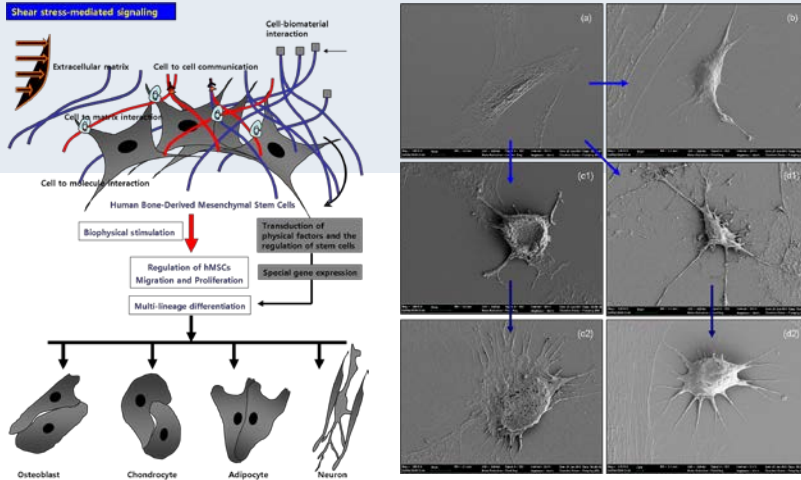 Shear stress-mediated signaling
Cell-biomaterial
interaction
Extracellular matrix
Cell to cell communication
Cell to matrix interaction
Cell to molecule interaction
Human Bone-Derived Mesenchymal Stem Cells
Biophysical stimulation
Transduction of
physical factors and the
regulation of stem cells
Regulation of hMSCs
Migration and Proliferation
Special gene expression
Multi-lineage differentiation
Osteoblast
Chondrocyte
Adipocyte
Neuron
(a)
(b)
(c1)
(d1)
(c2)
(d2)